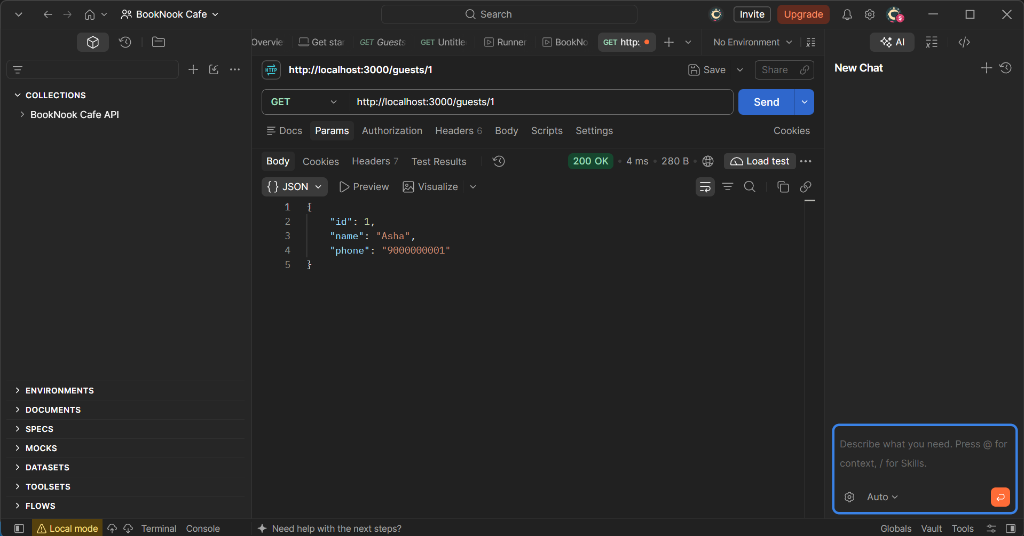 BookNook Cafe
Search
Invite
Upgrade
Overvie
Get sta
GET Guests
GET Untitle
Runner
BookNo
GET http:
No Environment
AI
http://localhost:3000/guests/1
Save
Share
New Chat
COLLECTIONS
BookNook Cafe API
GET
http://localhost:3000/guests/1
Send
Docs
Params
Authorization
Headers 6
Body
Scripts
Settings
Cookies
Body
Cookies
Headers 7
Test Results
200 OK
4 ms
280 B
Load test
{} JSON
Preview
Visualize
1 {
2 "id": 1,
3 "name": "Asha",
4 "phone": "9000000001"
5 }
ENVIRONMENTS
DOCUMENTS
SPECS
MOCKS
DATASETS
TOOLSETS
FLOWS
Describe what you need. Press @ for
context, / for Skills.
Auto
Local mode
Terminal
Console
Need help with the next steps?
Globals
Vault
Tools